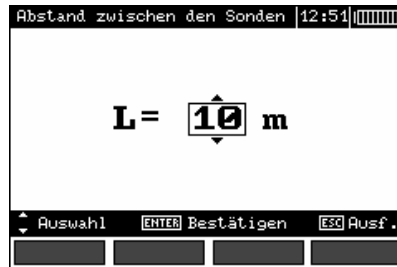 Abstand zwischen den Sonden 12:51
L= 10 m
Auswahl ENTER Bestätigen ESC Ausf.